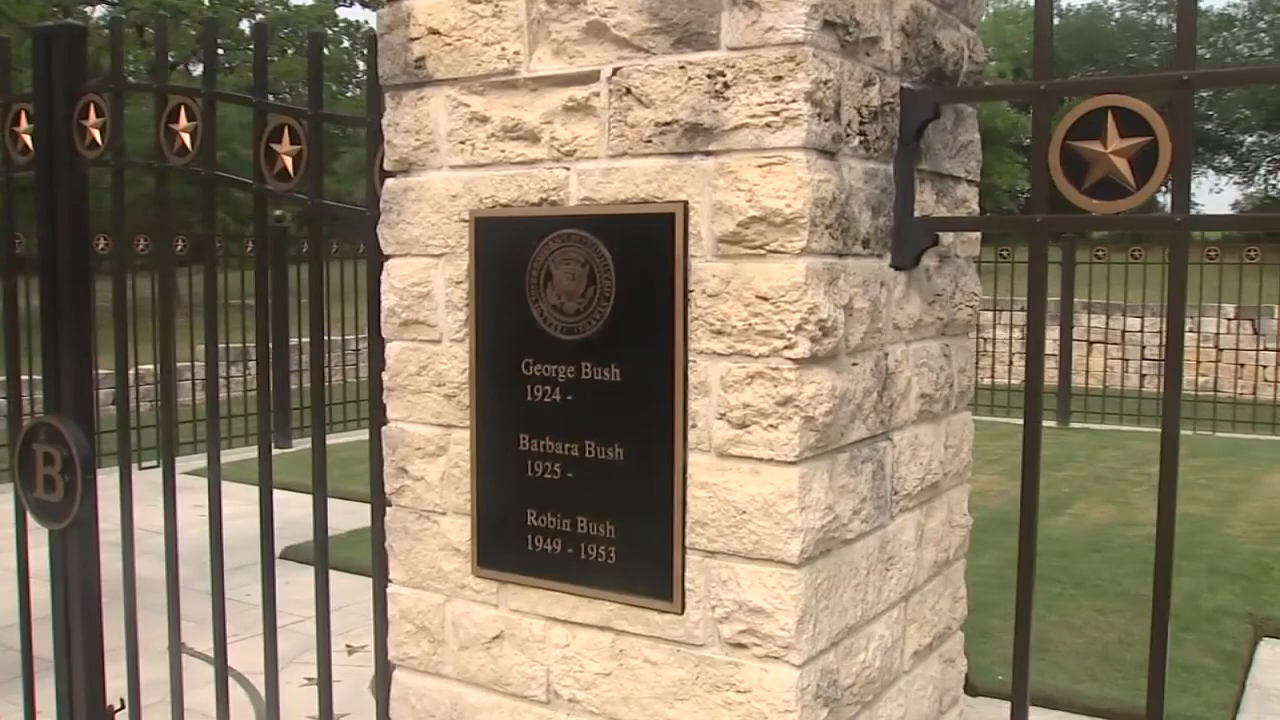 George Bush
1924 -
Barbara Bush
1925 -
Robin Bush
1949 - 1953
B